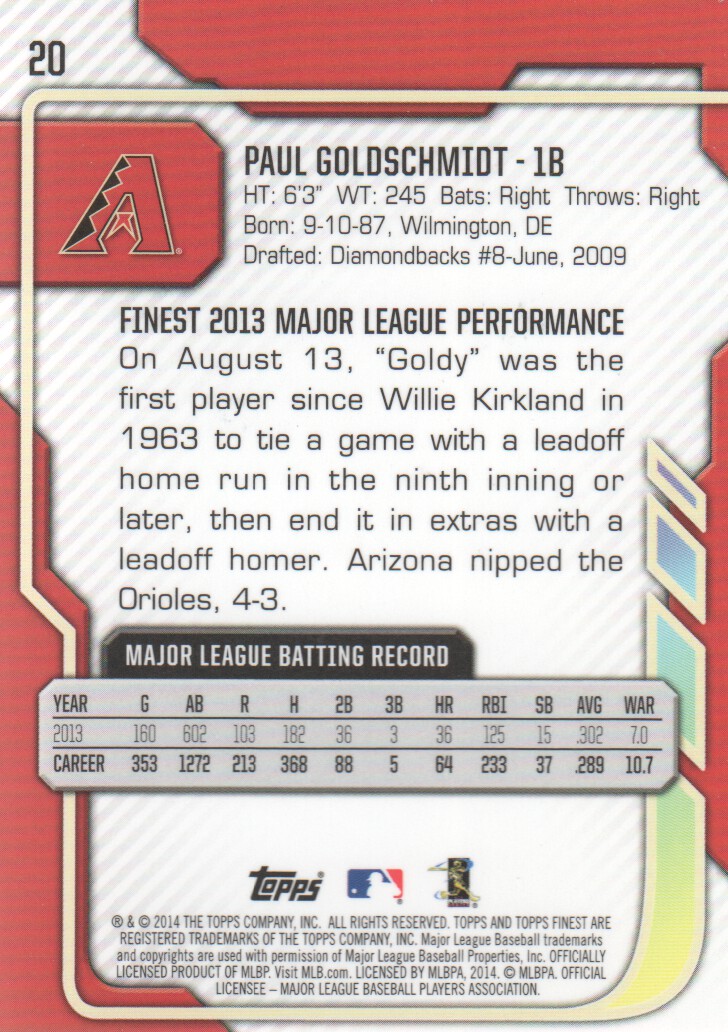 20
PAUL GOLDSCHMIDT - 1B
HT: 6'3" WT: 245 Bats: Right Throws: Right
Born: 9-10-87, Wilmington, DE
Drafted: Diamondbacks #8-June, 2009
FINEST 2013 MAJOR LEAGUE PERFORMANCE
On August 13, “Goldy” was the
first player since Willie Kirkland in
1963 to tie a game with a leadoff
home run in the ninth inning or
later, then end it in extras with a
leadoff homer. Arizona nipped the
Orioles, 4-3.
MAJOR LEAGUE BATTING RECORD
YEAR G AB R H 2B 3B HR RBI SB AVG WAR
2013 160 602 103 182 36 3 36 125 15 .302 7.0
CAREER 353 1272 213 368 88 5 64 233 37 .289 10.7
topps
® & © 2014 THE TOPPS COMPANY, INC. ALL RIGHTS RESERVED. TOPPS AND TOPPS FINEST ARE
REGISTERED TRADEMARKS OF THE TOPPS COMPANY, INC. Major League Baseball trademarks
and copyrights are used with permission of Major League Baseball Properties, Inc. OFFICIALLY
LICENSED PRODUCT OF MLBP. Visit MLB.com. LICENSED BY MLBPA, 2014. © MLBPA. OFFICIAL
LICENSEE – MAJOR LEAGUE BASEBALL PLAYERS ASSOCIATION.